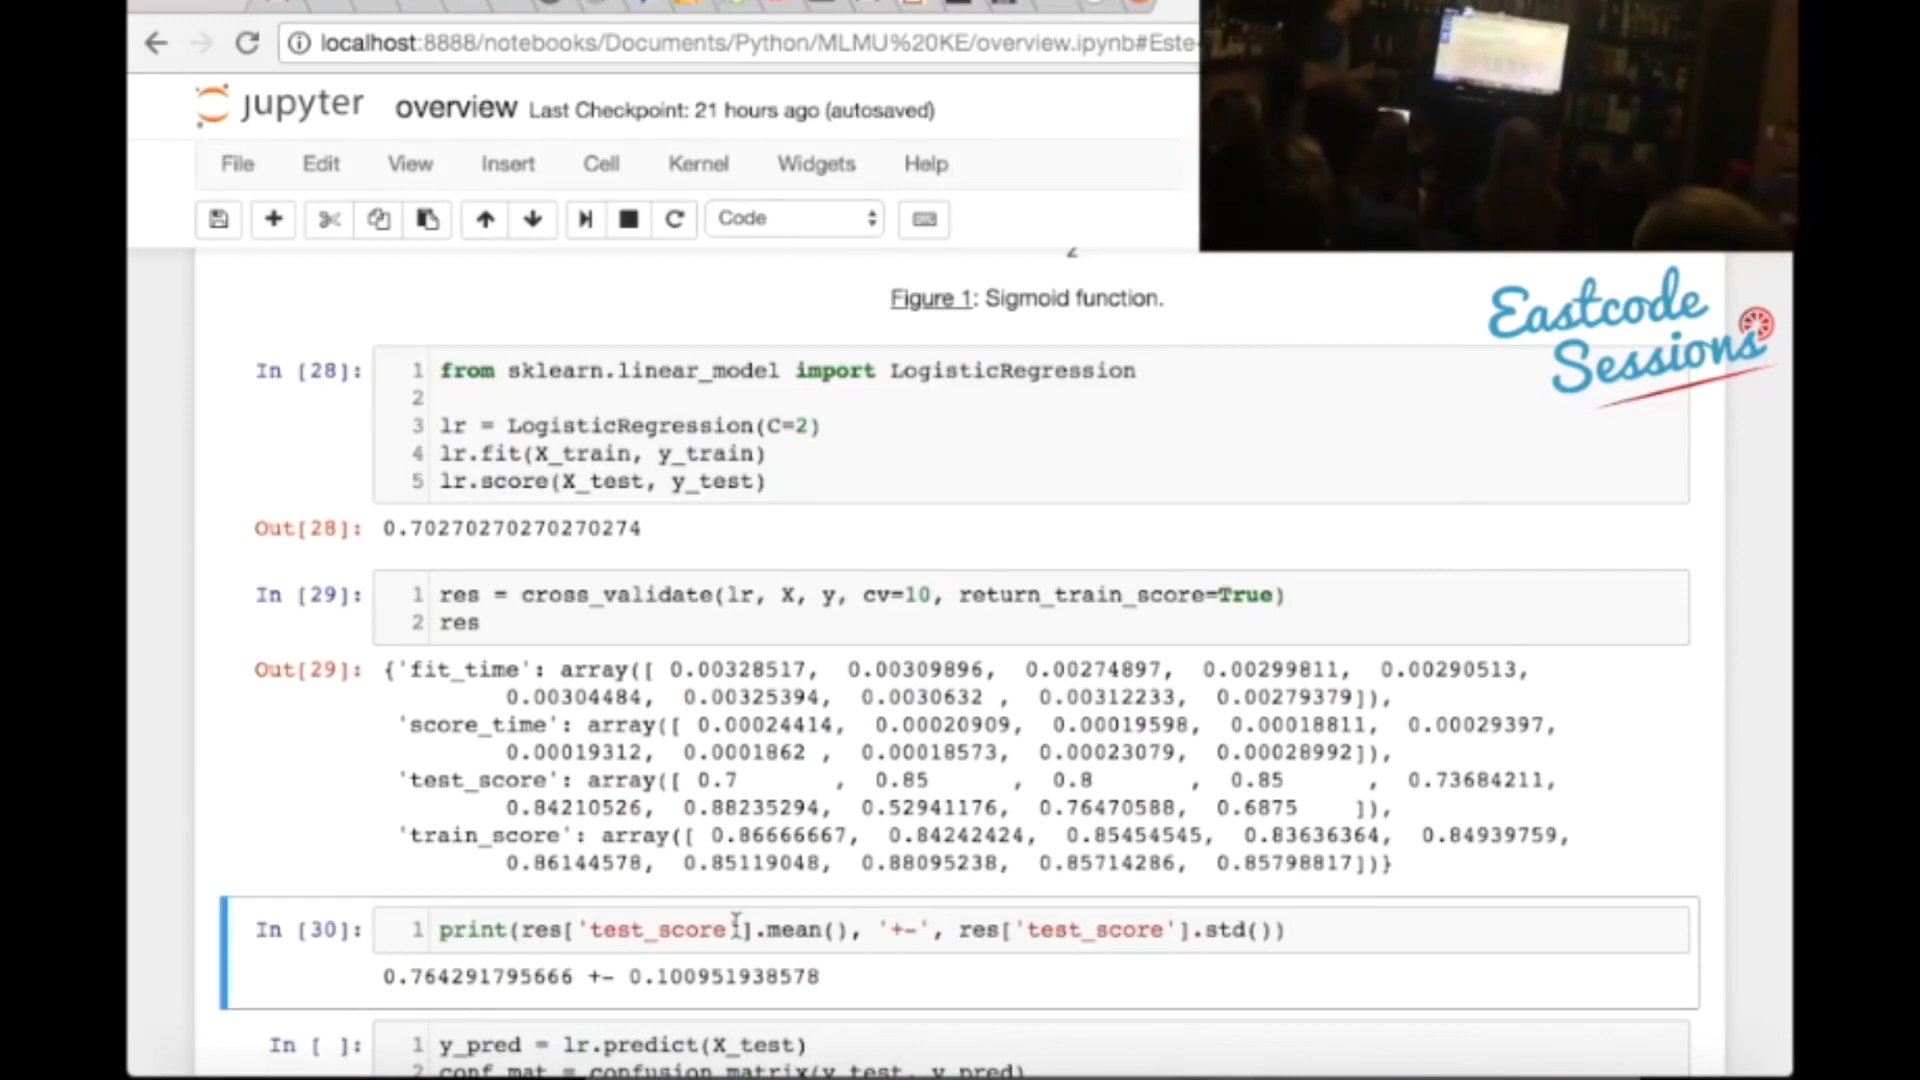 localhost:8888/notebooks/Documents/Python/MLMU%20KE/overview.ipynb#Este
jupyter overview Last Checkpoint: 21 hours ago (autosaved)
File Edit View Insert Cell Kernel Widgets Help
Code
2
Figure 1: Sigmoid function.
Eastcode
Sessions
In [28]: 1 from sklearn.linear_model import LogisticRegression
2
3 lr = LogisticRegression(C=2)
4 lr.fit(X_train, y_train)
5 lr.score(X_test, y_test)
Out[28]: 0.70270270270270274
In [29]: 1 res = cross_validate(lr, X, y, cv=10, return_train_score=True)
2 res
Out[29]: {'fit_time': array([ 0.00328517, 0.00309896, 0.00274897, 0.00299811, 0.00290513,
0.00304484, 0.00325394, 0.0030632 , 0.00312233, 0.00279379]),
'score_time': array([ 0.00024414, 0.00020909, 0.00019598, 0.00018811, 0.00029397,
0.00019312, 0.0001862 , 0.00018573, 0.00023079, 0.00028992]),
'test_score': array([ 0.7 , 0.85 , 0.8 , 0.85 , 0.73684211,
0.84210526, 0.88235294, 0.52941176, 0.76470588, 0.6875 ]),
'train_score': array([ 0.86666667, 0.84242424, 0.85454545, 0.83636364, 0.84939759,
0.86144578, 0.85119048, 0.88095238, 0.85714286, 0.85798817])}
In [30]: 1 print(res['test_score'].mean(), '+-', res['test_score'].std())
0.764291795666 +- 0.100951938578
In [ ]: 1 y_pred = lr.predict(X_test)
2 conf_mat = confusion_matrix(y_test, y_pred)